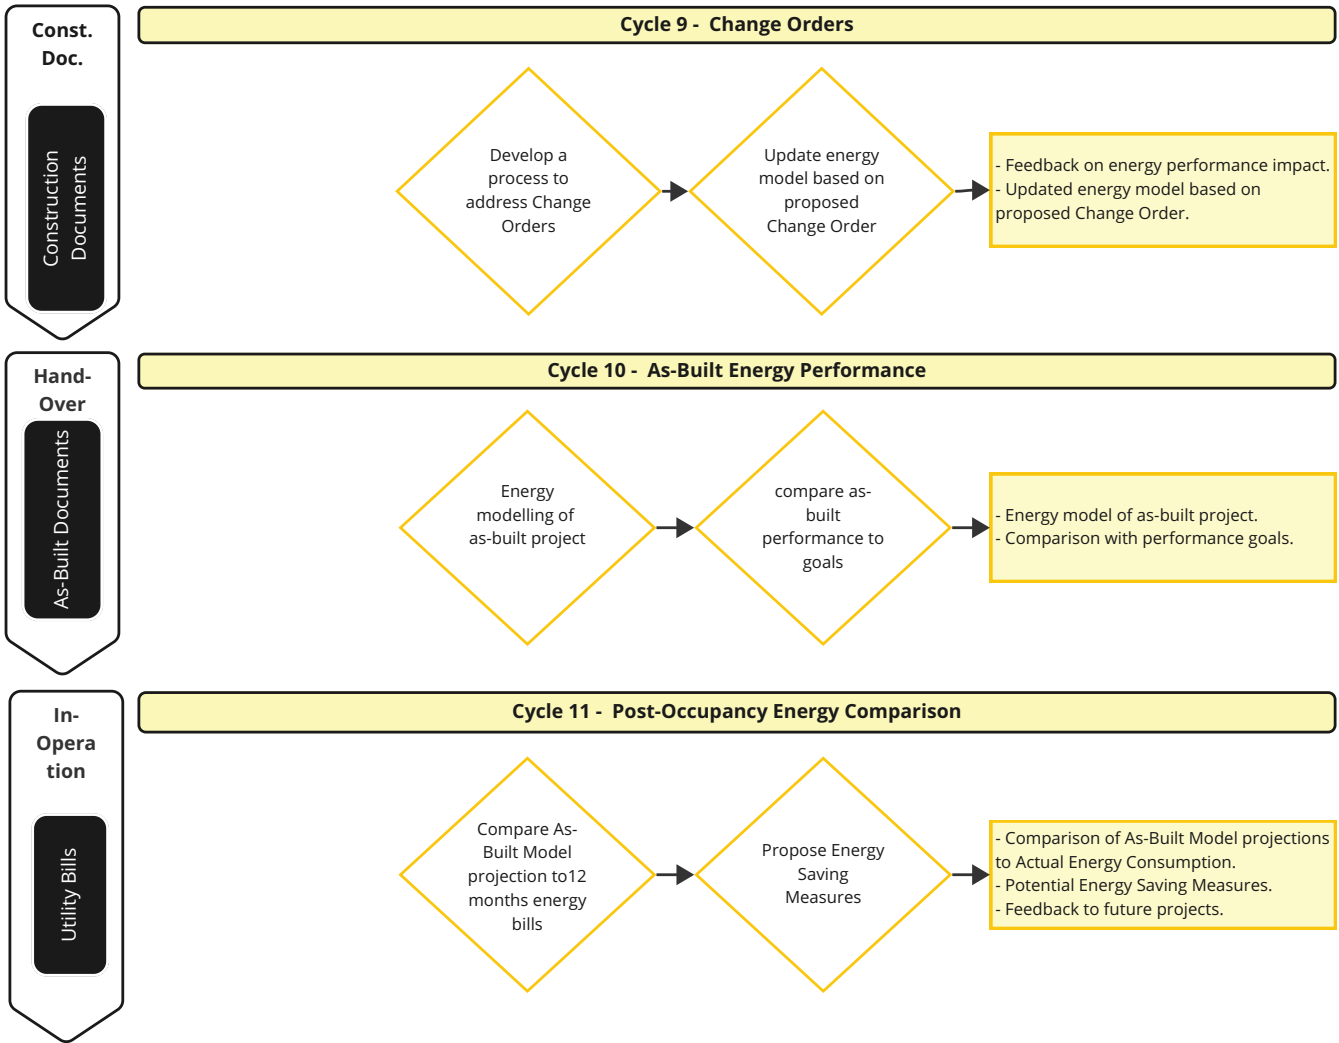 Const.
Doc.
Construction
Documents
Cycle 9 -  Change Orders
Develop a
process to
address Change
Orders
Update energy
model based on
proposed
Change Order
- Feedback on energy performance impact.
- Updated energy model based on
proposed Change Order.
Hand-
Over
As-Built Documents
Cycle 10 -  As-Built Energy Performance
Energy
modelling of
as-built project
compare as-
built
performance to
goals
- Energy model of as-built project.
- Comparison with performance goals.
In-
Opera
tion
Utility Bills
Cycle 11 -  Post-Occupancy Energy Comparison
Compare As-
Built Model
projection to12
months energy
bills
Propose Energy
Saving
Measures
- Comparison of As-Built Model projections
to Actual Energy Consumption.
- Potential Energy Saving Measures.
- Feedback to future projects.